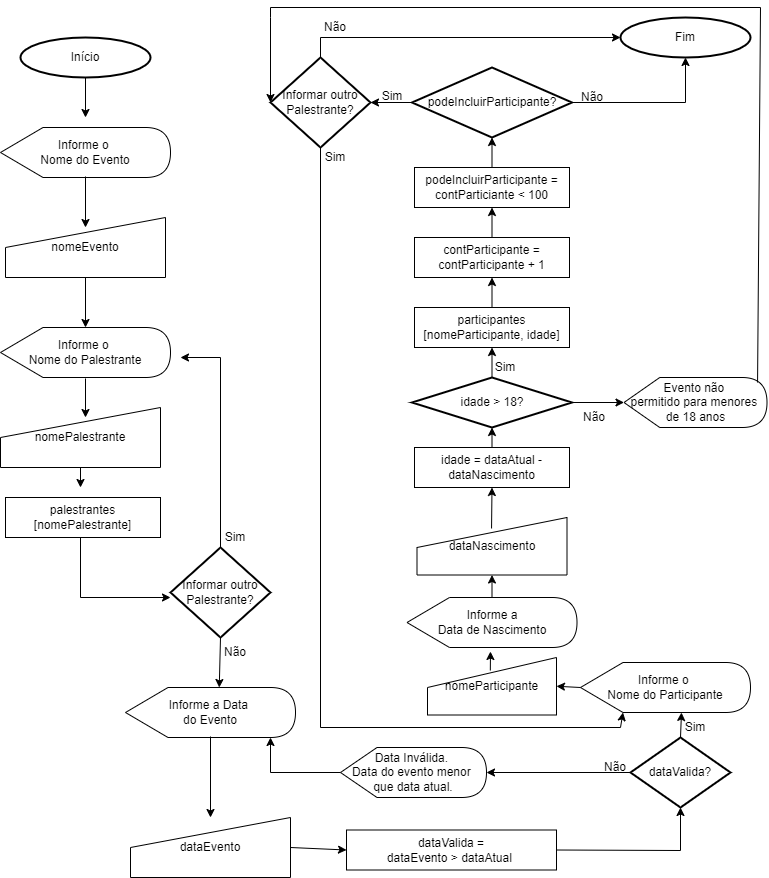 Início
Informe o
Nome do Evento
nomeEvento
Informe o
Nome do Palestrante
nomePalestrante
palestrantes
[nomePalestrante]
Sim
Informar outro
Palestrante?
Não
Informe a Data
do Evento
dataEvento
dataValida =
dataEvento > dataAtual
dataValida?
Não
Data Inválida.
Data do evento menor
que data atual.
Sim
Informe o
Nome do Participante
nomeParticipante
Informe a
Data de Nascimento
dataNascimento
idade = dataAtual -
dataNascimento
idade > 18?
Não
Evento não
permitido para menores
de 18 anos
Sim
participantes
[nomeParticipante, idade]
contParticipante =
contParticipante + 1
podeIncluirParticipante =
contParticiante < 100
podeIncluirParticipante?
Não
Sim
Informar outro
Palestrante?
Sim
Não
Fim